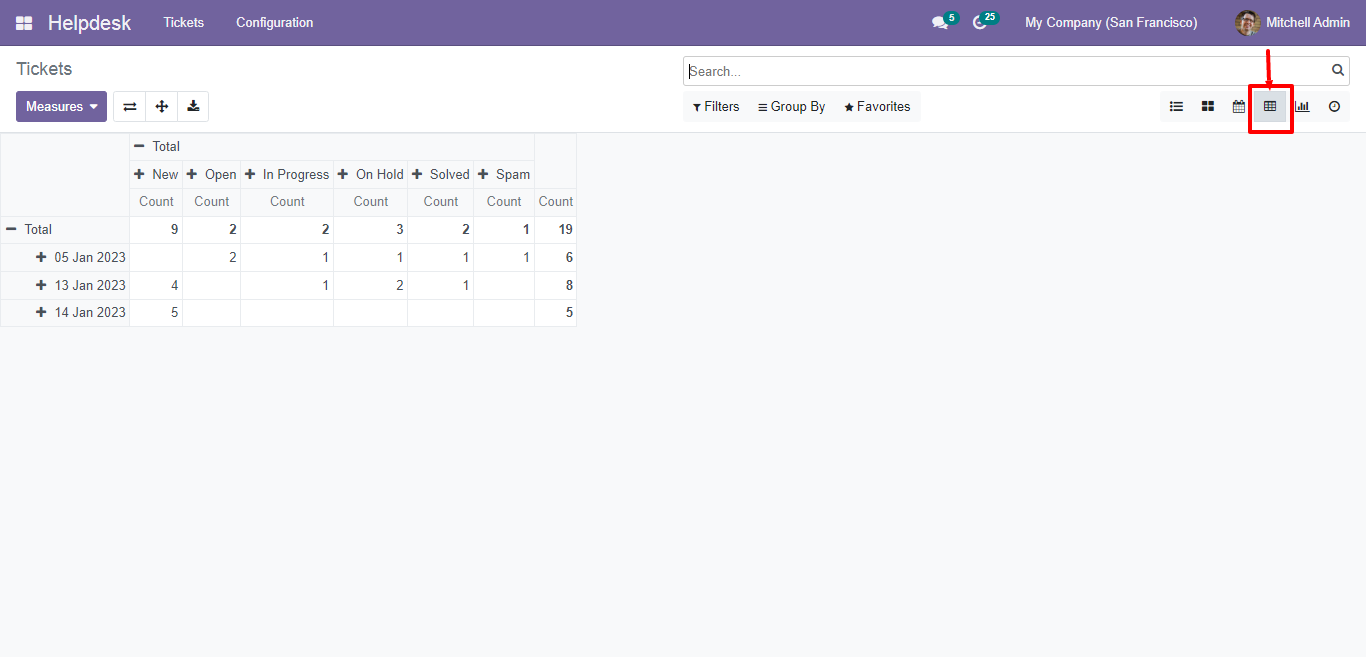 Helpdesk Tickets Configuration 5 25 My Company (San Francisco) Mitchell Admin
Tickets
Search...
Measures
Filters Group By Favorites
Total
New Open In Progress On Hold Solved Spam
Count Count Count Count Count Count Count
Total 9 2 2 3 2 1 19
05 Jan 2023 2 1 1 1 1 6
13 Jan 2023 4 1 2 1 8
14 Jan 2023 5 5